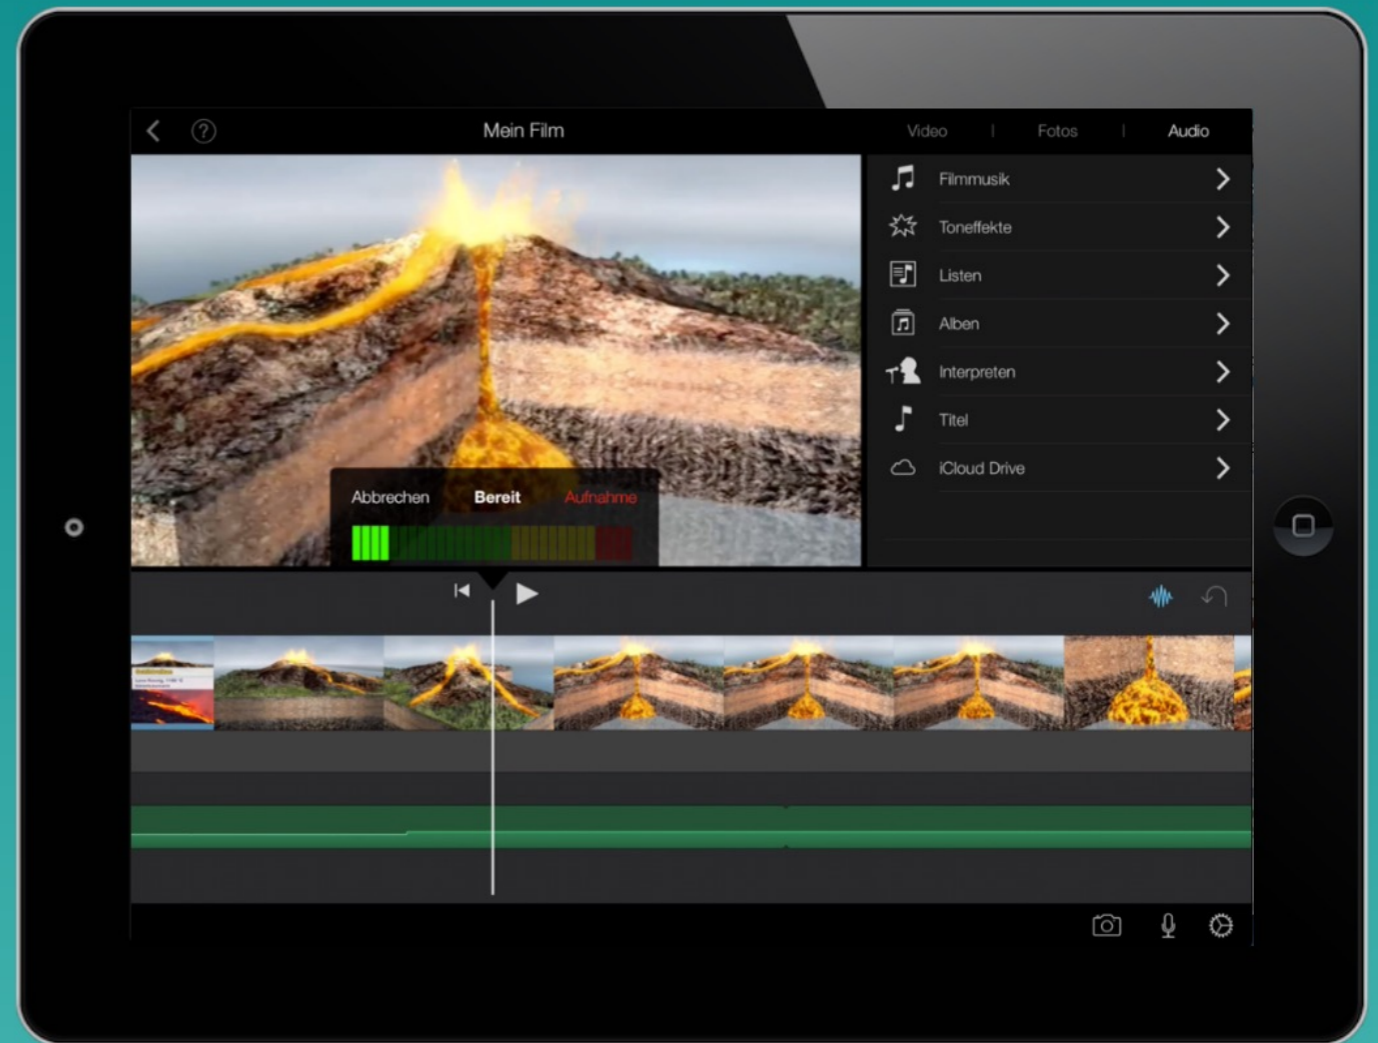 Mein Film
Video | Fotos | Audio
Filmmusik
Toneffekte
Listen
Alben
Interpreten
Titel
iCloud Drive
Abbrechen Bereit Aufnahme